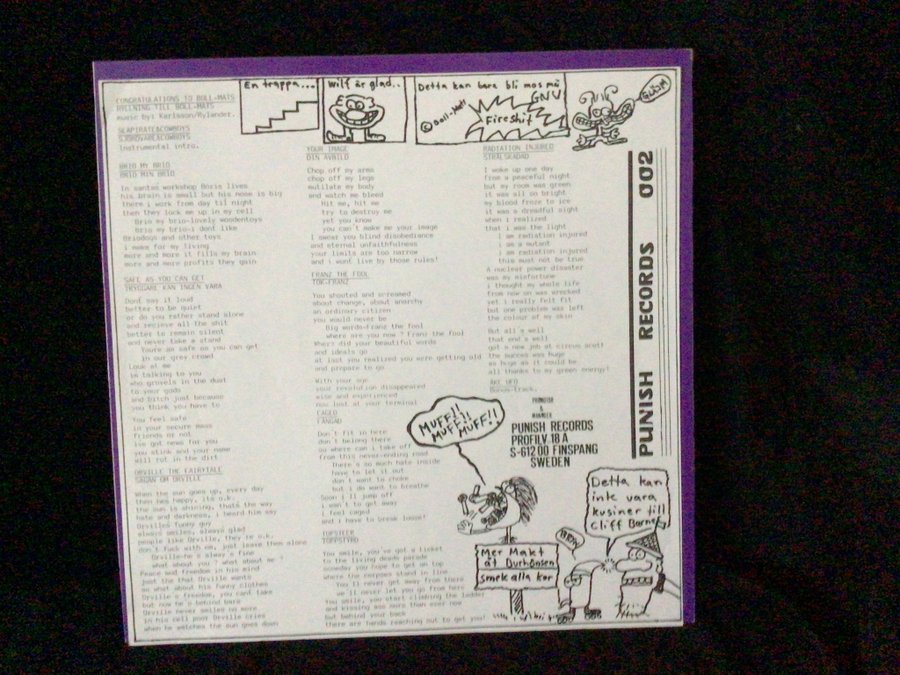 En trappa...
Wilf är glad..
Detta kan bara bli mos må
GNU
FireShit
© Boll-Mats
CONGRATULATIONS TO BOLL-MATS
HYLLNING TILL BOLL-MATS
music by: Karlsson/Rylander.
SLAPIRATE&COWBOYS
SJÖRÖVARE&COWBOYS
instrumental intro.
BRIO MY BRIO
BRIO MIN BRIO
In santas workshop Boris lives
his brain is small but his nose is big
there i work from day til night
then they lock me up in my cell
Brio my brio-lovely woodentoys
Brio my brio-i dont like
Briodogs and other toys
i make for my living
more and more it fills my brain
more and more profits they gain
SAFE AS YOU CAN GET
TRYGGARE KAN INGEN VARA
Dont say it loud
better to be quiet
or do you rather stand alone
and recieve all the shit
better to remain silent
and never take a stand
Youre as safe as you can get
in our grey crowd
Look at me
im talking to you
who grovels in the dust
to your gods
and bitch just because
you think you have to
You feel safe
in your secure mass
friends or not
ive got news for you
you stink and your name
will rot in the dirt
ORVILLE THE FAIRYTALE
SAGAN OM ORVILLE
When the sun goes up, every day
then hes happy, its o.k.
the sun is shining, thats the way
hate and darkness, i heard him say
Orvilles funny guy
always smiles, always glad
people like Orville, they're o.k.
don't fuck with em, just leave them alone
Orville-he's always fine
what about you? what about me
Peace and freedom in his mind
just the that Orville wants
so what about his funny clothes
Orville's freedom, you cant take
but now he's behind bars
Orville never smiles no more
in his cell poor Orville cries
when he watches the sun goes down
YOUR IMAGE
DIN AVBILD
Chop off my arms
chop off my legs
mutilate my body
and watch me bleed
Hit me, hit me
try to destroy me
yet you know
you can't make me your image
I swear you blind disobediance
and eternal unfaithfulness
your limits are too narrow
and i wont live by those rules!
FRANZ THE FOOL
TOK-FRANZ
You shouted and screamed
about change, about anarchy
an ordinary citizen
you would never be
Big words-Franz the fool
where are you now ? Franz the fool
Where: did your beautiful words
and ideals go
at last you realized you were getting old
and prepare to go
With your age
your revolution disappeared
wise and experienced
You last at your terminal
CAGED
FÅNGAD
Don't fit in here
don't belong there
so where can i take off
from this never-ending road
There's so much hate inside
have to let it out
don't want to choke
but i do want to breathe
Soon i'll jump off
i want to get away
i feel caged
and i have to break loose!
TOPSITER
TOPPSTYRD
You smile, you've got a ticket
to the living deads parade
someday you hope to get on top
where the corpses stand in line
You'll never get away from there
we'll never let you go from here
You smile, you start climbing the ladder
and kissing ass more than ever now
but behind your back
there are hands reaching out to get you!
RADIATION INJURED
STRÅLSKADAD
I woke up one day
from a peaceful night
but my room was green
it was all so bright
my blood froze to ice
it was a dreadful sight
when i realized
that i was the light
i am radiation injured
i am a mutant
i am radiation injured
this must not be true
A nuclear power disaster
was my misfortune
i thought my whole life
from now on was wrecked
yet i really felt fit
but one problem was left
the colour of my skin
But all's well
that end's well
got a new job at circus scott
the succes was huge
as huge as it could be
all thanks to my green energy!
ÅKE UFO
Bonus-track.
PUNISH RECORDS 002
PROMOTER
&
MANAGER
PUNISH RECORDS
PROFILV. 18 A
S-612 00 FINSPANG
SWEDEN
MUFF!!
MUFF!!
MUFF!!
Mer Makt
åt Burhönsen
smek alla kor
Detta kan
inte vara
kusiner till
Cliff Barnes